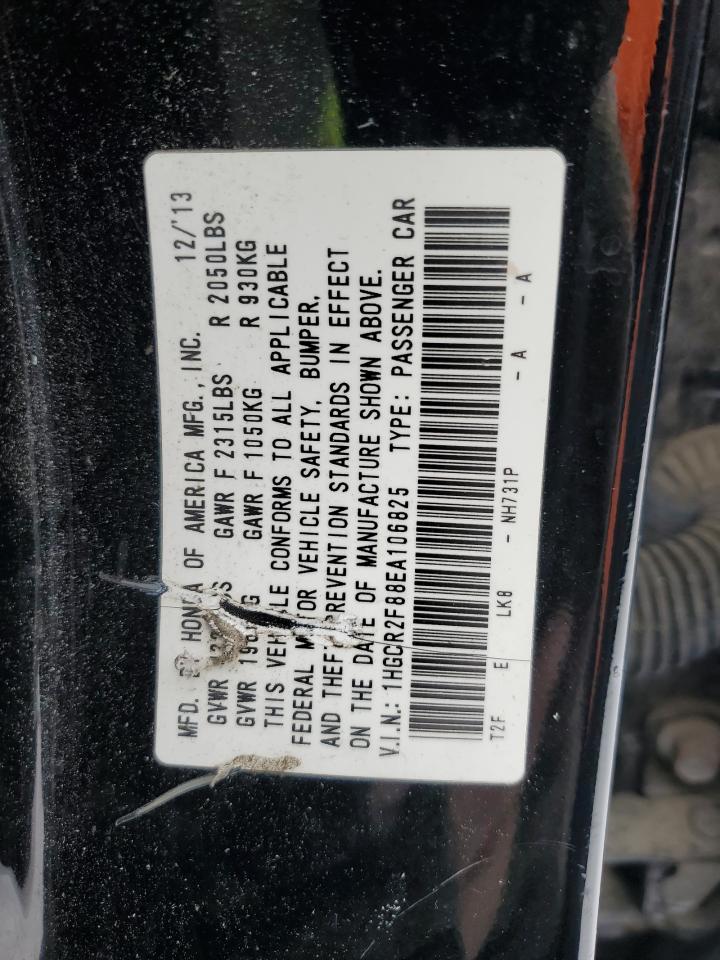 MFD. HONDA OF AMERICA MFG., INC. 12/'13
GVWR GAWR F 2315LBS R 2050LBS
GVWR GAWR F 1050KG R 930KG
THIS VEHICLE CONFORMS TO ALL APPLICABLE
FEDERAL MOTOR VEHICLE SAFETY, BUMPER,
AND THEFT PREVENTION STANDARDS IN EFFECT
ON THE DATE OF MANUFACTURE SHOWN ABOVE.
V.I.N.: 1HGCR2F88EA106825 TYPE: PASSENGER CAR
T2F E LK8 - NH731P - A - A